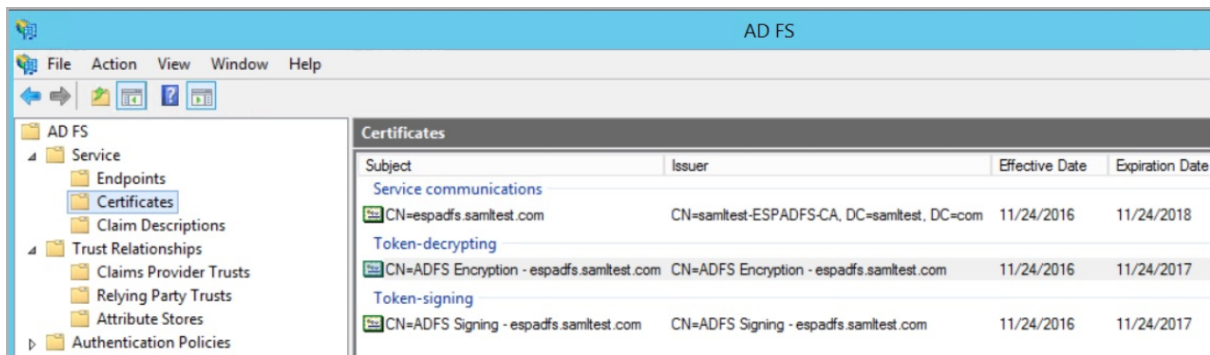 AD FS
File Action View Window Help
AD FS
Service
Endpoints
Certificates
Claim Descriptions
Trust Relationships
Claims Provider Trusts
Relying Party Trusts
Attribute Stores
Authentication Policies
Certificates
Subject Issuer Effective Date Expiration Date
Service communications
CN=espadfs.samltest.com CN=samltest-ESPADFS-CA, DC=samltest, DC=com 11/24/2016 11/24/2018
Token-decrypting
CN=ADFS Encryption - espadfs.samltest.com CN=ADFS Encryption - espadfs.samltest.com 11/24/2016 11/24/2017
Token-signing
CN=ADFS Signing - espadfs.samltest.com CN=ADFS Signing - espadfs.samltest.com 11/24/2016 11/24/2017